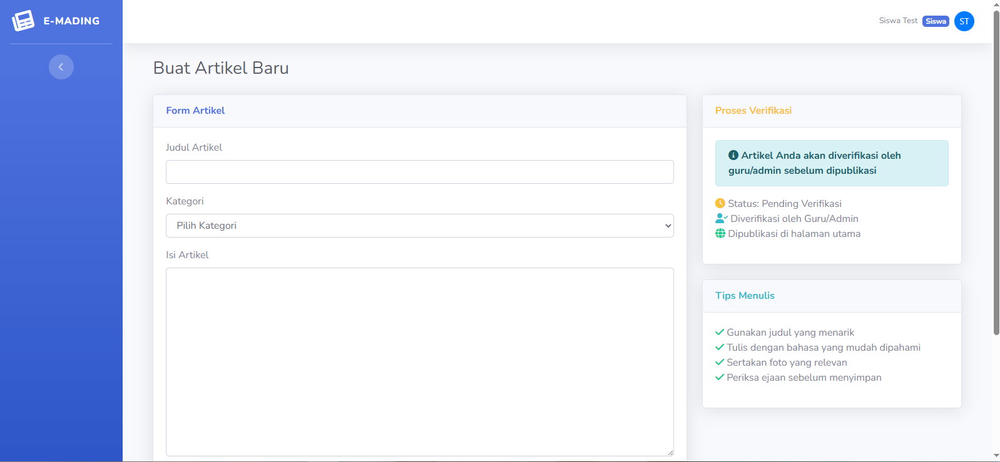 E-MADING
Siswa Test Siswa ST
Buat Artikel Baru
Form Artikel
Judul Artikel
Kategori
Pilih Kategori
Isi Artikel
Proses Verifikasi
Artikel Anda akan diverifikasi oleh
guru/admin sebelum dipublikasi
Status: Pending Verifikasi
Diverifikasi oleh Guru/Admin
Dipublikasi di halaman utama
Tips Menulis
Gunakan judul yang menarik
Tulis dengan bahasa yang mudah dipahami
Sertakan foto yang relevan
Periksa ejaan sebelum menyimpan